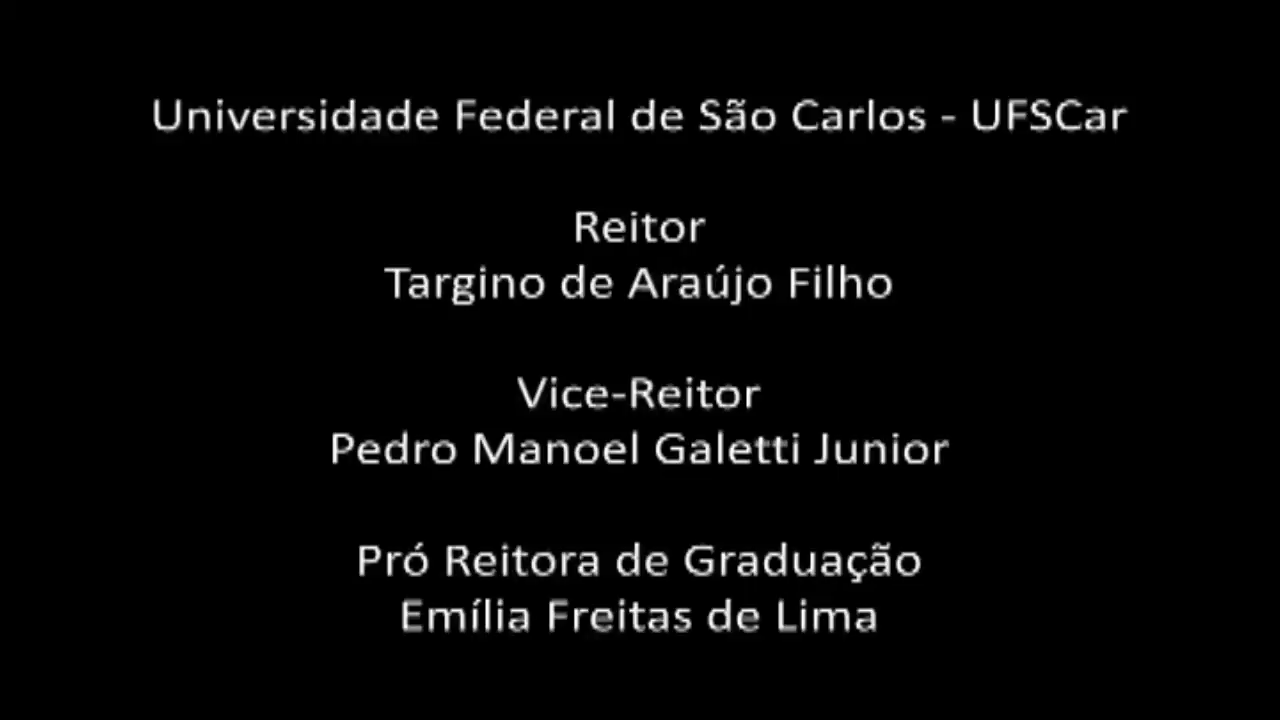 Universidade Federal de São Carlos - UFSCar
Reitor
Targino de Araújo Filho
Vice-Reitor
Pedro Manoel Galetti Junior
Pró Reitora de Graduação
Emília Freitas de Lima